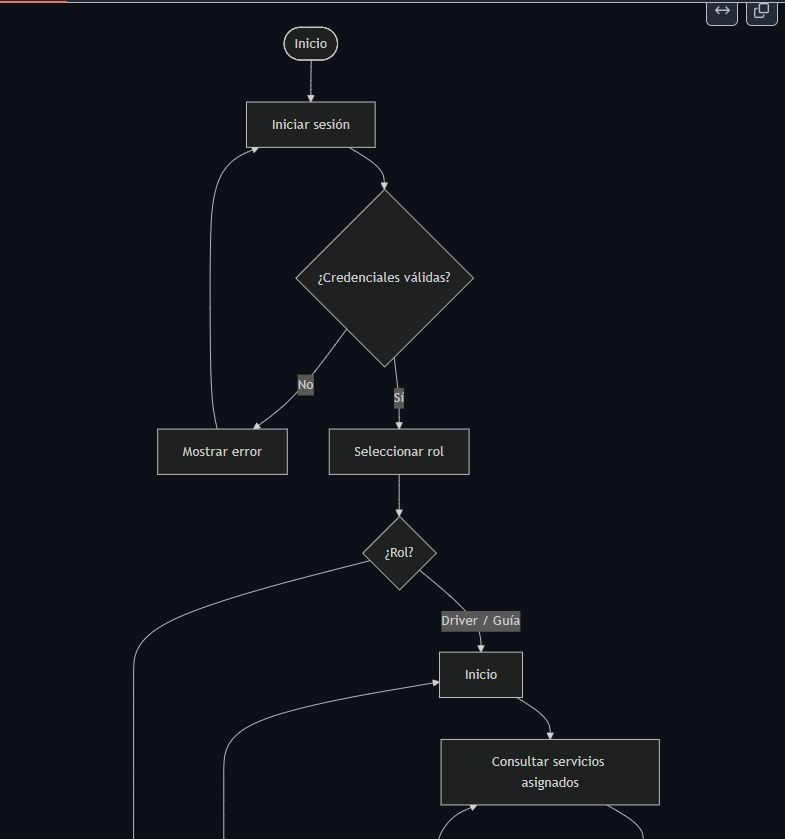 Inicio
Iniciar sesión
¿Credenciales válidas?
No
Sí
Mostrar error
Seleccionar rol
¿Rol?
Driver / Guía
Inicio
Consultar servicios
asignados